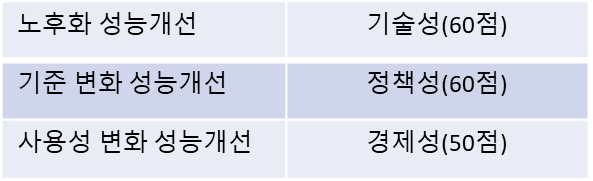 노후화 성능개선 기술성(60점)
기준 변화 성능개선 정책성(60점)
사용성 변화 성능개선 경제성(50점)